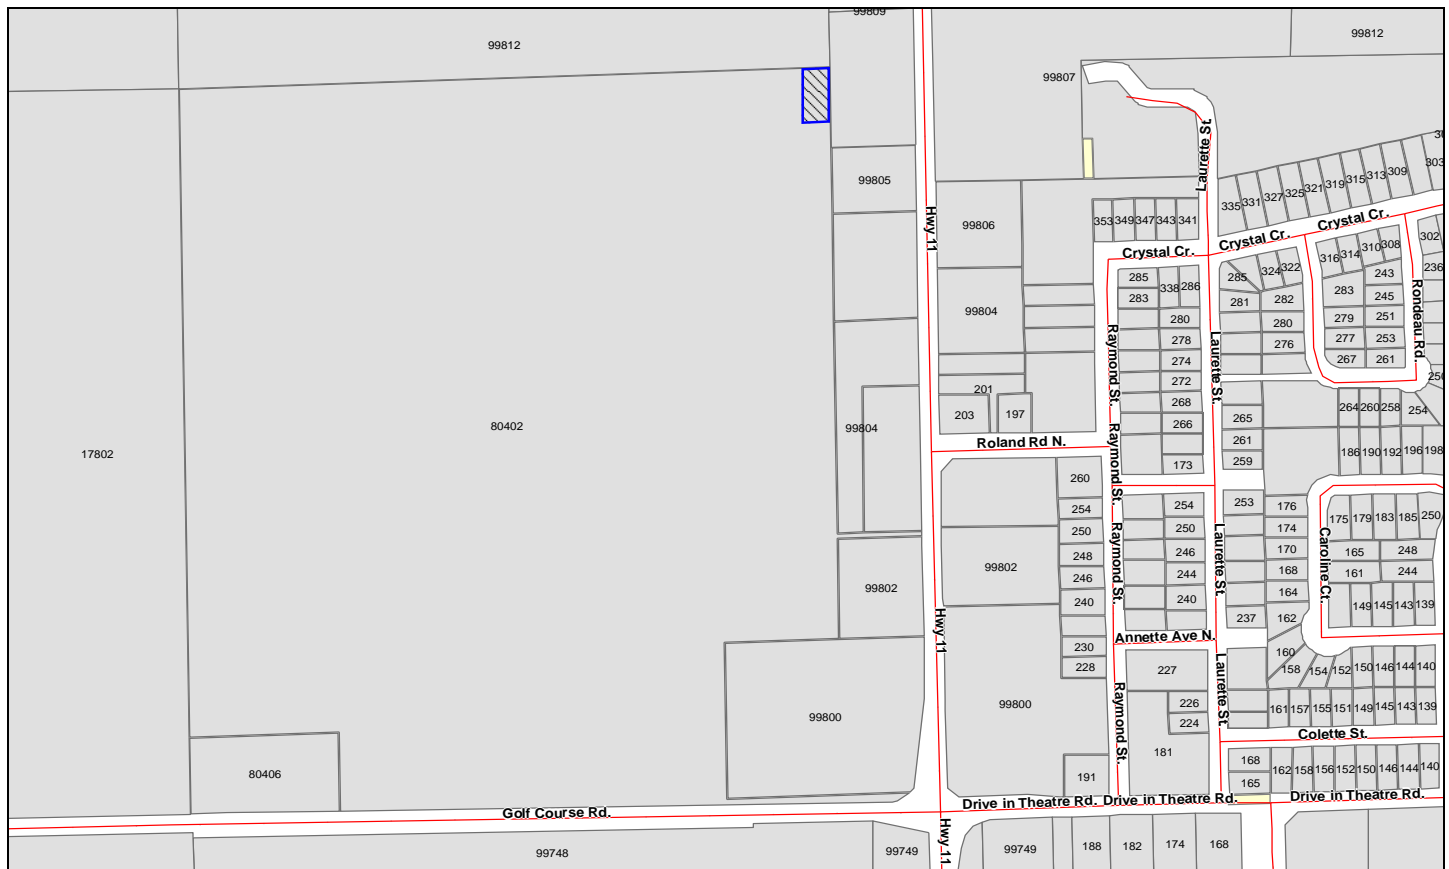 99809
99812
99812
99807
Laurette St.
303
99805
335 331 327 325 321 319 315 313 309
Hwy 11
99806
353 349 347 343 341
Crystal Cr.
Crystal Cr.
Crystal Cr.
302
316 314 310 308
285
338 286
285
324 322
243
236
283
281
282
283
245
Rondeau Rd.
99804
280
280
279
251
Raymond St.
278
Laurette St.
276
277
253
274
267
261
272
250
201
268
264 260 258 254
203
197
265
266
80402
99804
Roland Rd N.
Raymond St.
261
17802
186 190 192 196 198
173
259
260
254
254
253
176
175 179 183 185 250
250
250
174
Raymond St.
Laurette St.
Caroline Ct.
248
246
170
165
248
99802
246
244
168
161
244
99802
240
240
164
149 145 143 139
Hwy 11
237
162
Annette Ave N.
230
160
228
227
158 154 152 150 146 144 140
Raymond St.
Laurette St.
99800
99800
226
161 157 155 151 149 145 143 139
224
Colette St.
181
168
80406
191
162 158 156 152 150 146 144 140
165
Golf Course Rd.
Drive in Theatre Rd.
Drive in Theatre Rd.
Drive in Theatre Rd.
Hwy 11
99748
99749
99749
188
182
174
168